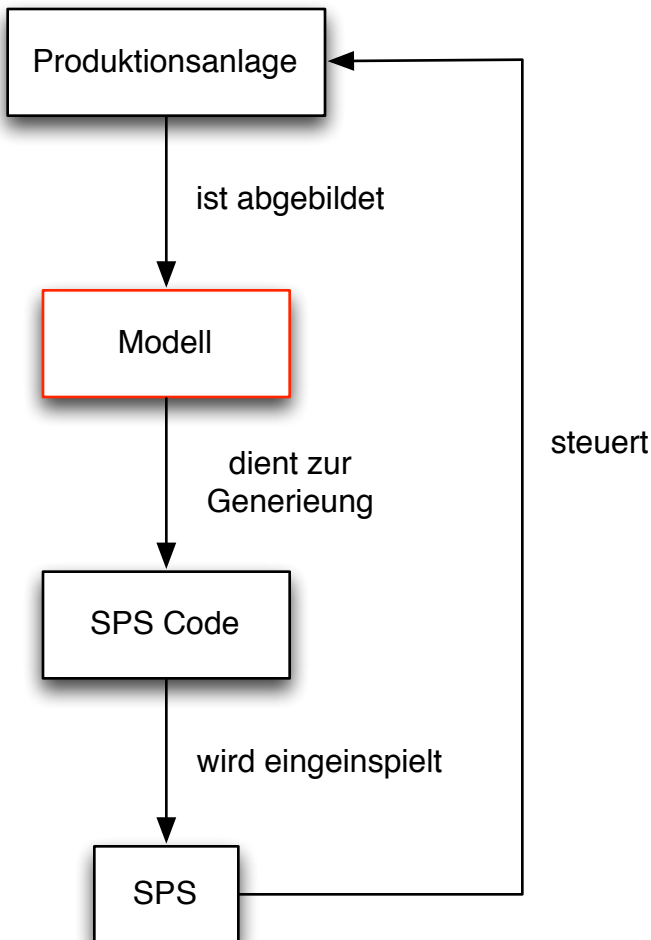 Produktionsanlage
ist abgebildet
Modell
steuert
dient zur
Generieung
SPS Code
wird eingeinspielt
SPS